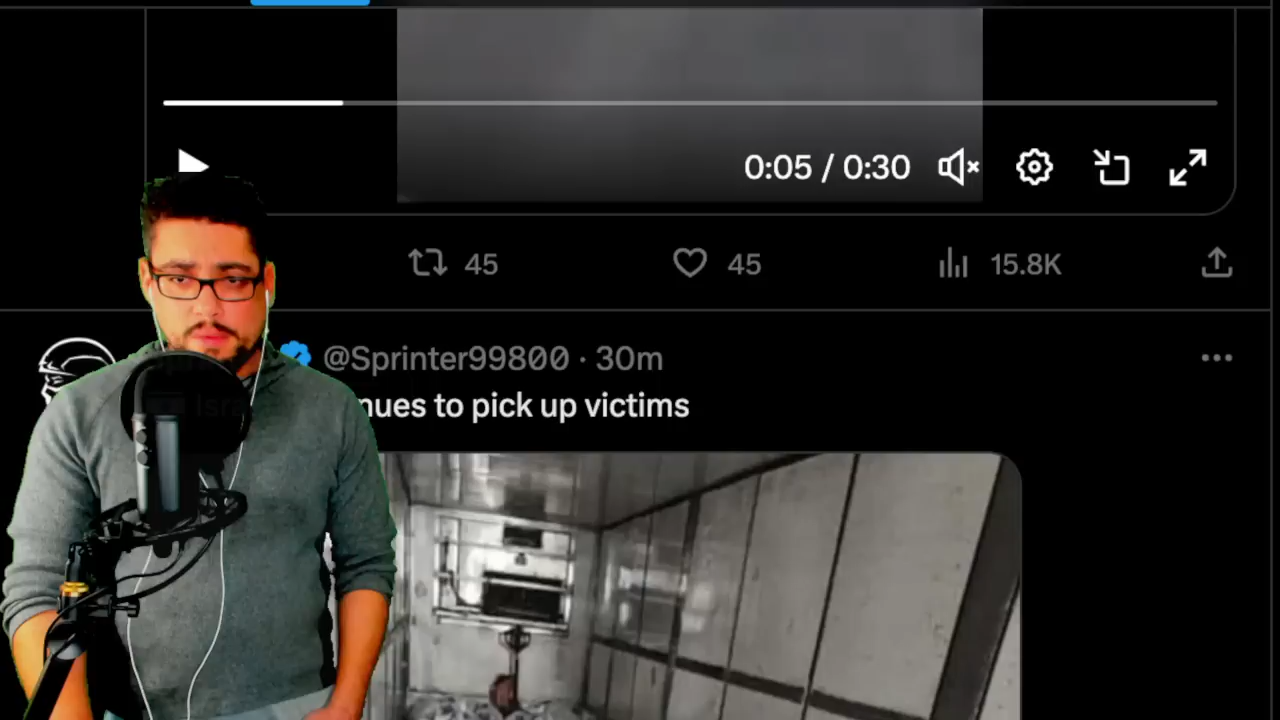 0:05 / 0:30
45 45 15.8K
@Sprinter99800 · 30m
nues to pick up victims